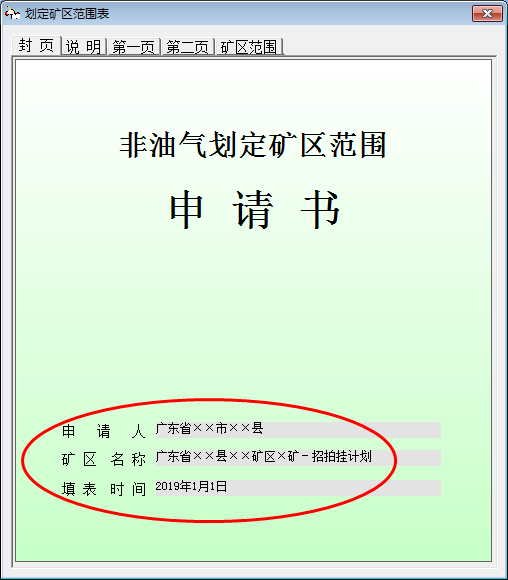 划定矿区范围表
封 页 说 明 第一页 第二页 矿区范围
非油气划定矿区范围
申 请 书
申 请 人 广东省××市××县
矿 区 名 称 广东省××县××矿区×矿－招拍挂计划
填 表 时 间 2019年1月1日